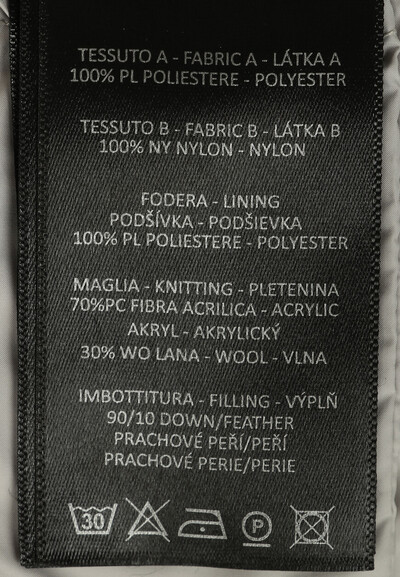 TESSUTO A - FABRIC A - LÁTKA A
100% PL POLIESTERE - POLYESTER
TESSUTO B - FABRIC B - LÁTKA B
100% NY NYLON - NYLON
FODERA - LINING
PODŠÍVKA - PODŠIEVKA
100% PL POLIESTERE - POLYESTER
MAGLIA - KNITTING - PLETENINA
70%PC FIBRA ACRILICA - ACRYLIC
AKRYL - AKRYLICKÝ
30% WO LANA - WOOL - VLNA
IMBOTTITURA - FILLING - VÝPLŇ
90/10 DOWN/FEATHER
PRACHOVÉ PEŘÍ/PEŘÍ
PRACHOVÉ PERIE/PERIE
30 P